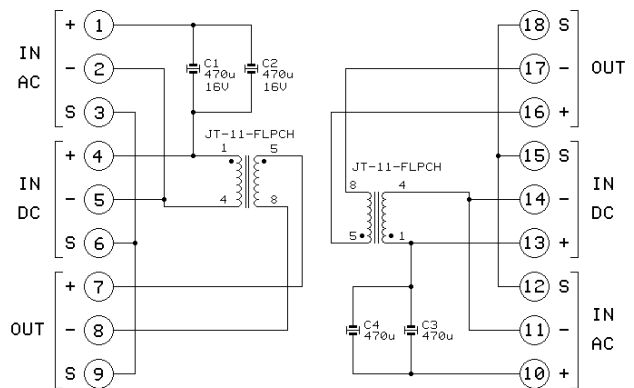 + 1
IN
AC
- 2
S 3
+ 4
IN
DC
- 5
S 6
+ 7
OUT - 8
S 9
C1
470u
16V
C2
470u
16V
JT-11-FLPCH
1 5
4 8
18 S
17 - OUT
16 +
15 S
IN
DC
14 -
13 +
12 S
IN
AC
11 -
10 +
JT-11-FLPCH
8 4
5 1
C4
470u
C3
470u